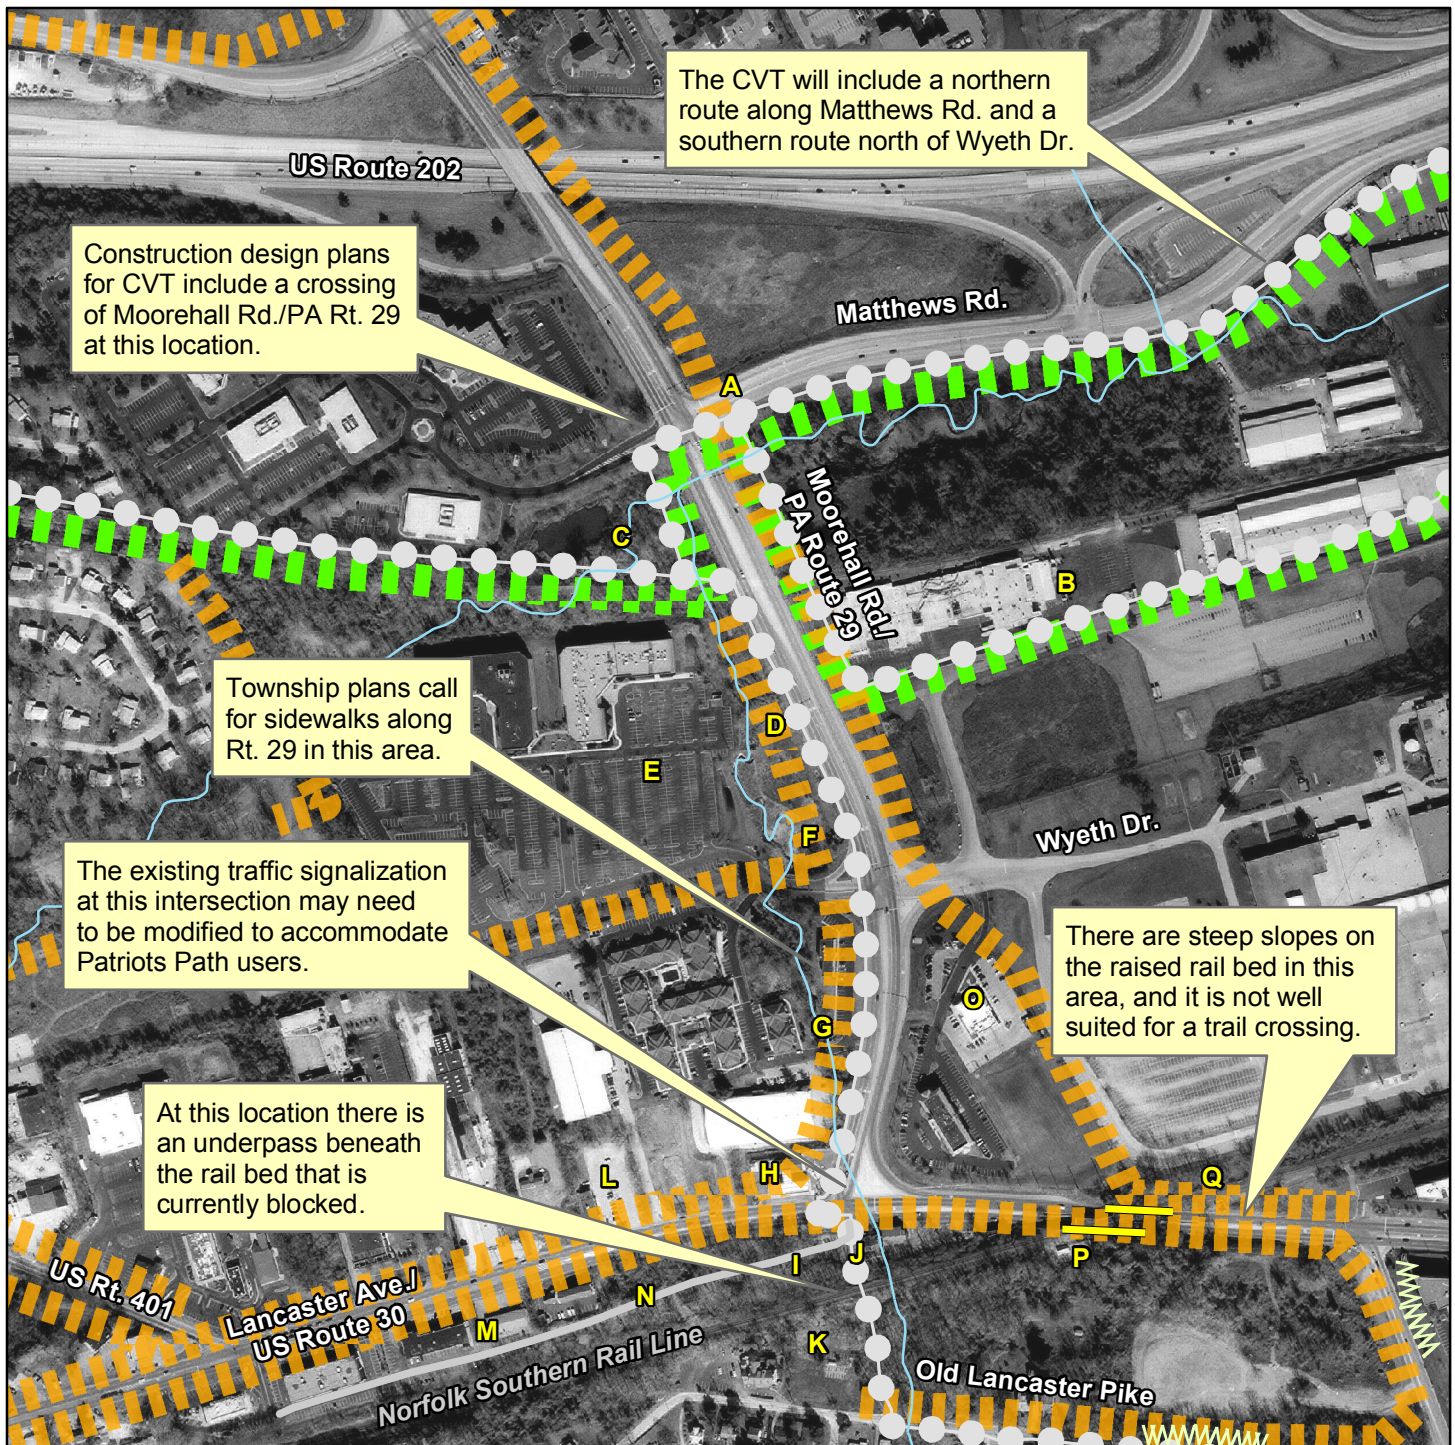 The CVT will include a northern
route along Matthews Rd. and a
southern route north of Wyeth Dr.
US Route 202
Construction design plans
for CVT include a crossing
of Moorehall Rd./PA Rt. 29
at this location.
Matthews Rd.
A
Moorehall Rd./
PA Route 29
C
B
Township plans call
for sidewalks along
Rt. 29 in this area.
D
E
F
Wyeth Dr.
The existing traffic signalization
at this intersection may need
to be modified to accommodate
Patriots Path users.
There are steep slopes on
the raised rail bed in this
area, and it is not well
suited for a trail crossing.
O
G
At this location there is
an underpass beneath
the rail bed that is
currently blocked.
L
H
Q
I
J
P
US Rt. 401
Lancaster Ave./
US Route 30
N
M
K
Norfolk Southern Rail Line
Old Lancaster Pike